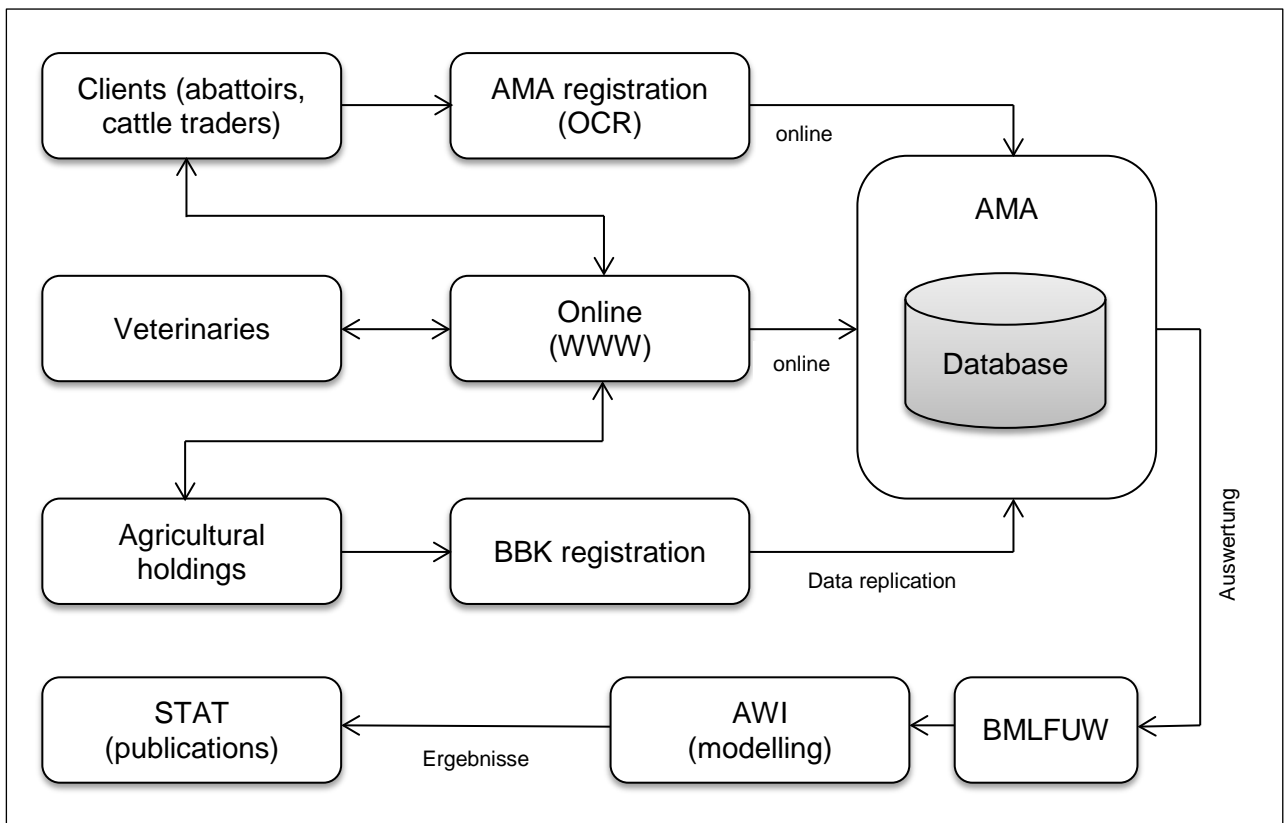 Clients (abattoirs,
cattle traders)
AMA registration
(OCR)
online
AMA
Database
Veterinaries
Online
(WWW)
online
Agricultural
holdings
BBK registration
Data replication
Auswertung
STAT
(publications)
Ergebnisse
AWI
(modelling)
BMLFUW